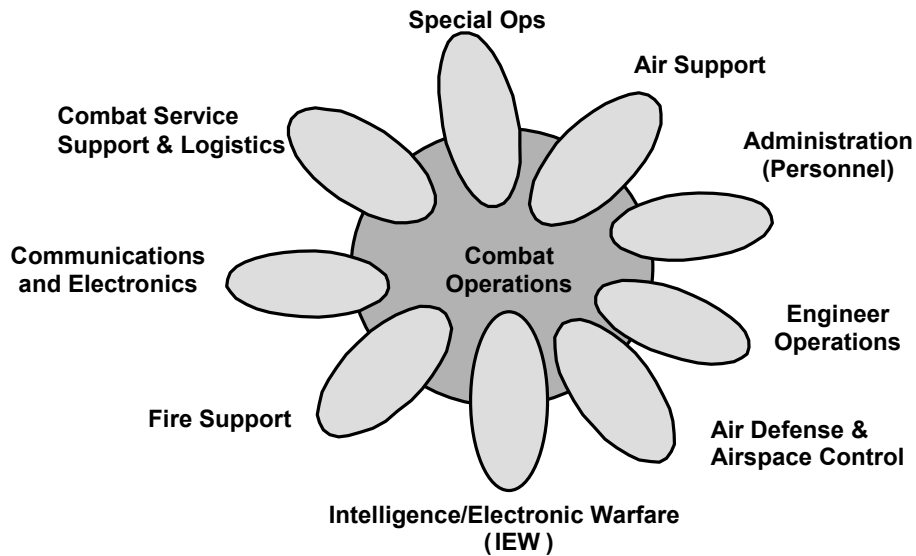 Special Ops
Air Support
Combat Service
Support & Logistics
Administration
(Personnel)
Communications
and Electronics
Combat
Operations
Engineer
Operations
Fire Support
Air Defense &
Airspace Control
Intelligence/Electronic Warfare
( IEW )